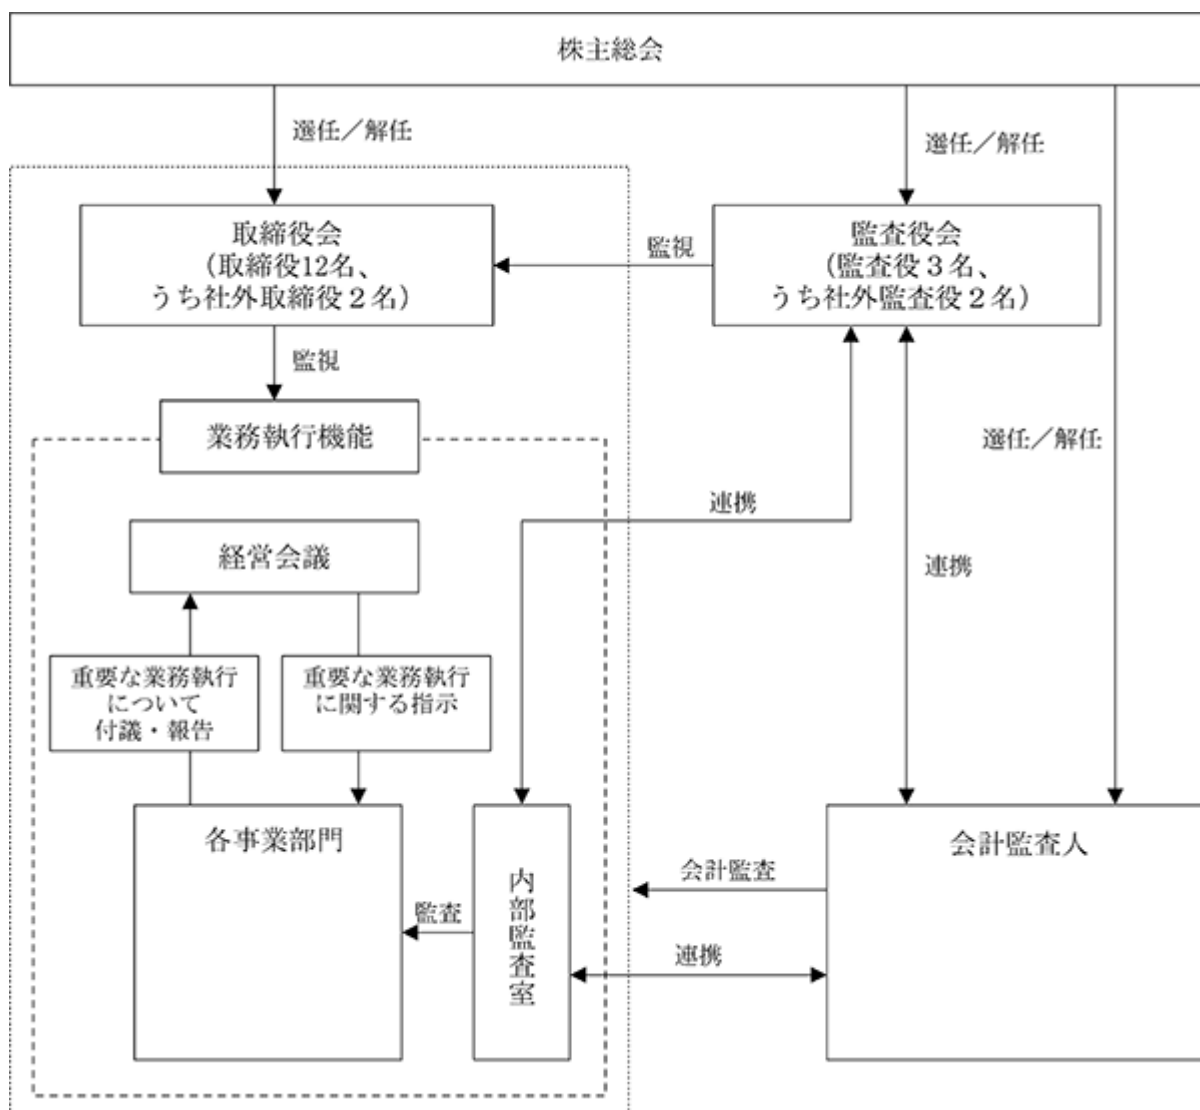 株主総会
選任／解任
選任／解任
取締役会
（取締役12名、
うち社外取締役２名）
監視
監査役会
（監査役３名、
うち社外監査役２名）
監視
業務執行機能
選任／解任
連携
経営会議
連携
重要な業務執行
について
付議・報告
重要な業務執行
に関する指示
各事業部門
内部監査室
会計監査人
会計監査
監査
連携